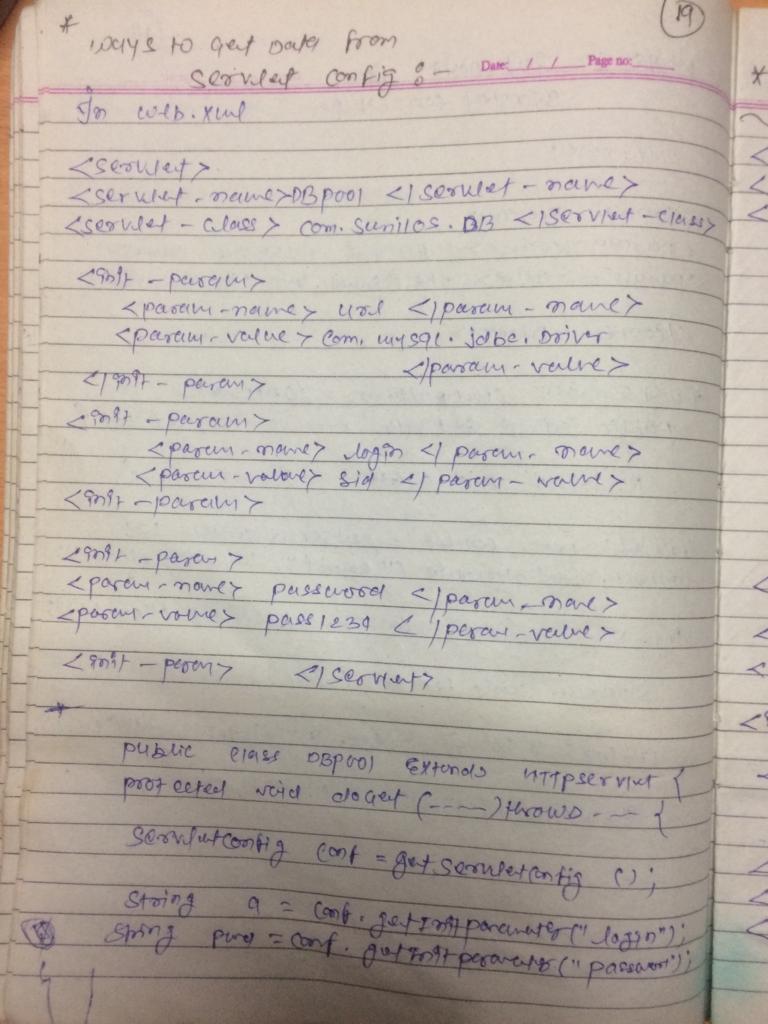 19
* ways to get Data from
servlet config :-
Date: / / Page no:
In web.xml
<servlet>
<servlet-name>DBpool </servlet-name>
<servlet-class> com.sunilos.DB </servlet-class>
<init-param>
<param-name> url </param-name>
<param-value> com.mysql.jdbc.Driver
</param-value>
</init-param>
<init-param>
<param-name> login </param-name>
<param-value> sid </param-value>
<init-param>
<init-param>
<param-name> password </param-name>
<param-value> pass1234 </param-value>
<init-param> </servlet>
*
public class DBpool Extends HTTPservlet {
protected void doGet (----) throws --- {
servletconfig conf = get.servletconfig ();
string a = conf.getInitparameter("login");
string pwd = conf.getInitparameter("password");